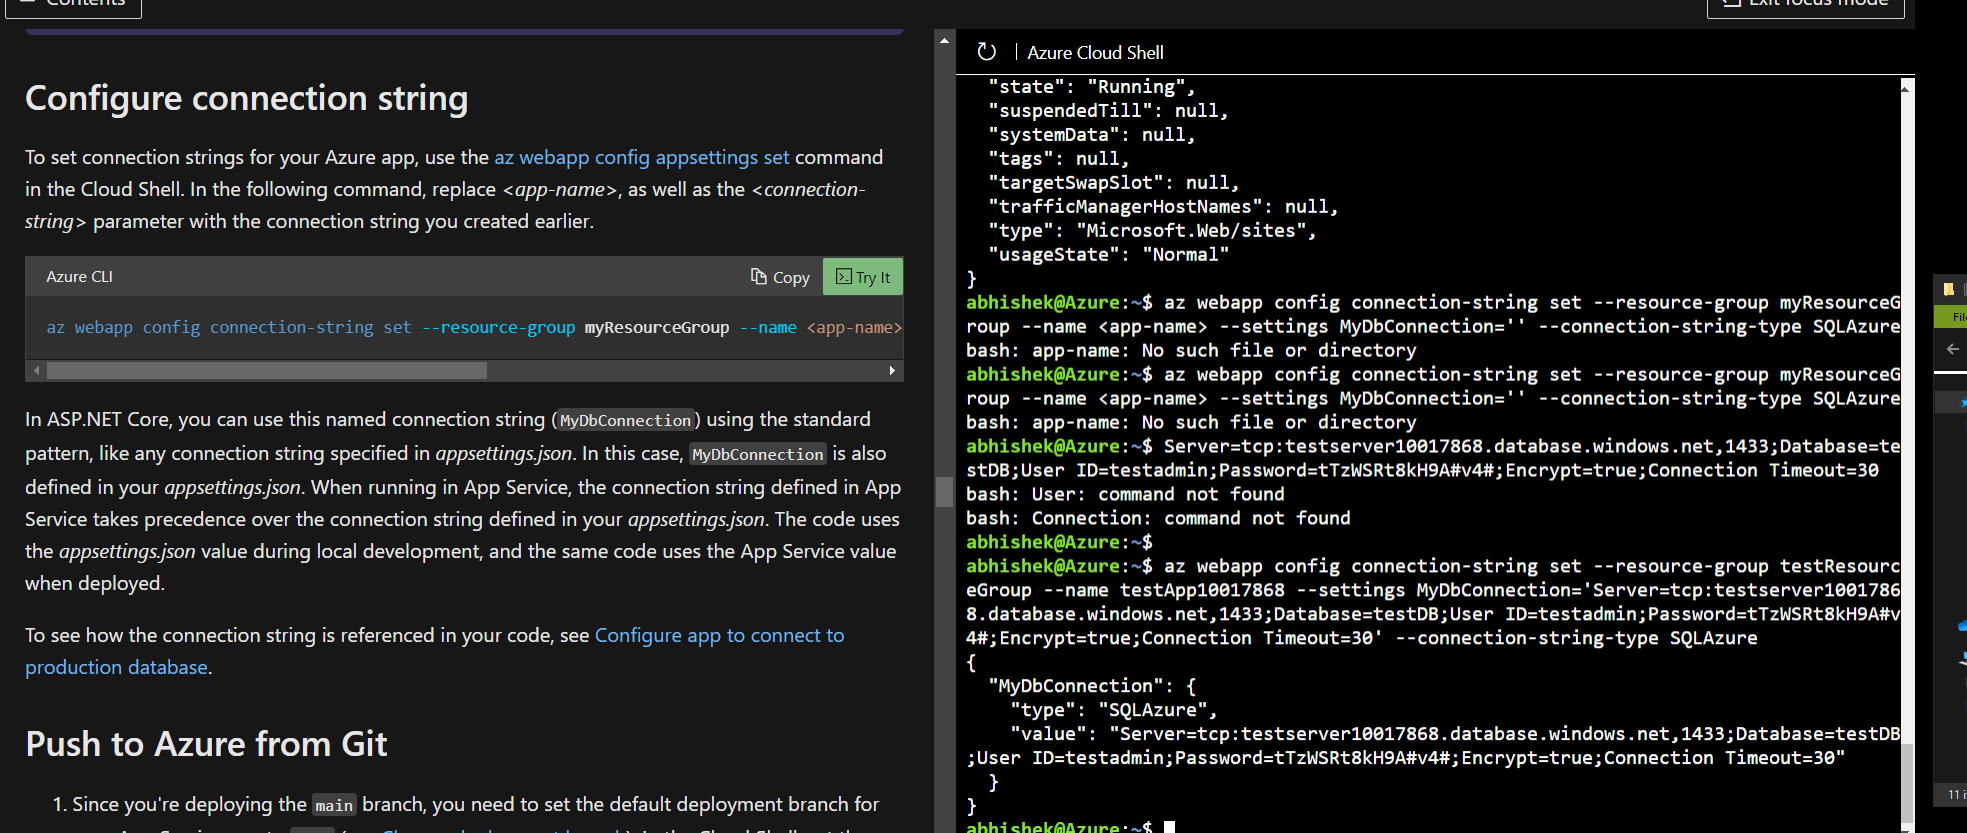 Contents
Exit focus mode
Configure connection string
To set connection strings for your Azure app, use the az webapp config appsettings set command
in the Cloud Shell. In the following command, replace <app-name>, as well as the <connection-
string> parameter with the connection string you created earlier.
Azure CLI
Copy
Try It
az webapp config connection-string set --resource-group myResourceGroup --name <app-name>
In ASP.NET Core, you can use this named connection string (MyDbConnection) using the standard
pattern, like any connection string specified in appsettings.json. In this case, MyDbConnection is also
defined in your appsettings.json. When running in App Service, the connection string defined in App
Service takes precedence over the connection string defined in your appsettings.json. The code uses
the appsettings.json value during local development, and the same code uses the App Service value
when deployed.
To see how the connection string is referenced in your code, see Configure app to connect to
production database.
Push to Azure from Git
1. Since you're deploying the main branch, you need to set the default deployment branch for
Azure Cloud Shell
"state": "Running",
"suspendedTill": null,
"systemData": null,
"tags": null,
"targetSwapSlot": null,
"trafficManagerHostNames": null,
"type": "Microsoft.Web/sites",
"usageState": "Normal"
}
abhishek@Azure:~$ az webapp config connection-string set --resource-group myResourceG
roup --name <app-name> --settings MyDbConnection='' --connection-string-type SQLAzure
bash: app-name: No such file or directory
abhishek@Azure:~$ az webapp config connection-string set --resource-group myResourceG
roup --name <app-name> --settings MyDbConnection='' --connection-string-type SQLAzure
bash: app-name: No such file or directory
abhishek@Azure:~$ Server=tcp:testserver10017868.database.windows.net,1433;Database=te
stDB;User ID=testadmin;Password=tTzWSRt8kH9A#v4#;Encrypt=true;Connection Timeout=30
bash: User: command not found
bash: Connection: command not found
abhishek@Azure:~$
abhishek@Azure:~$ az webapp config connection-string set --resource-group testResourc
eGroup --name testApp10017868 --settings MyDbConnection='Server=tcp:testserver1001786
8.database.windows.net,1433;Database=testDB;User ID=testadmin;Password=tTzWSRt8kH9A#v
4#;Encrypt=true;Connection Timeout=30' --connection-string-type SQLAzure
{
"MyDbConnection": {
"type": "SQLAzure",
"value": "Server=tcp:testserver10017868.database.windows.net,1433;Database=testDB
;User ID=testadmin;Password=tTzWSRt8kH9A#v4#;Encrypt=true;Connection Timeout=30"
}
}
abhishek@Azure:~$
11